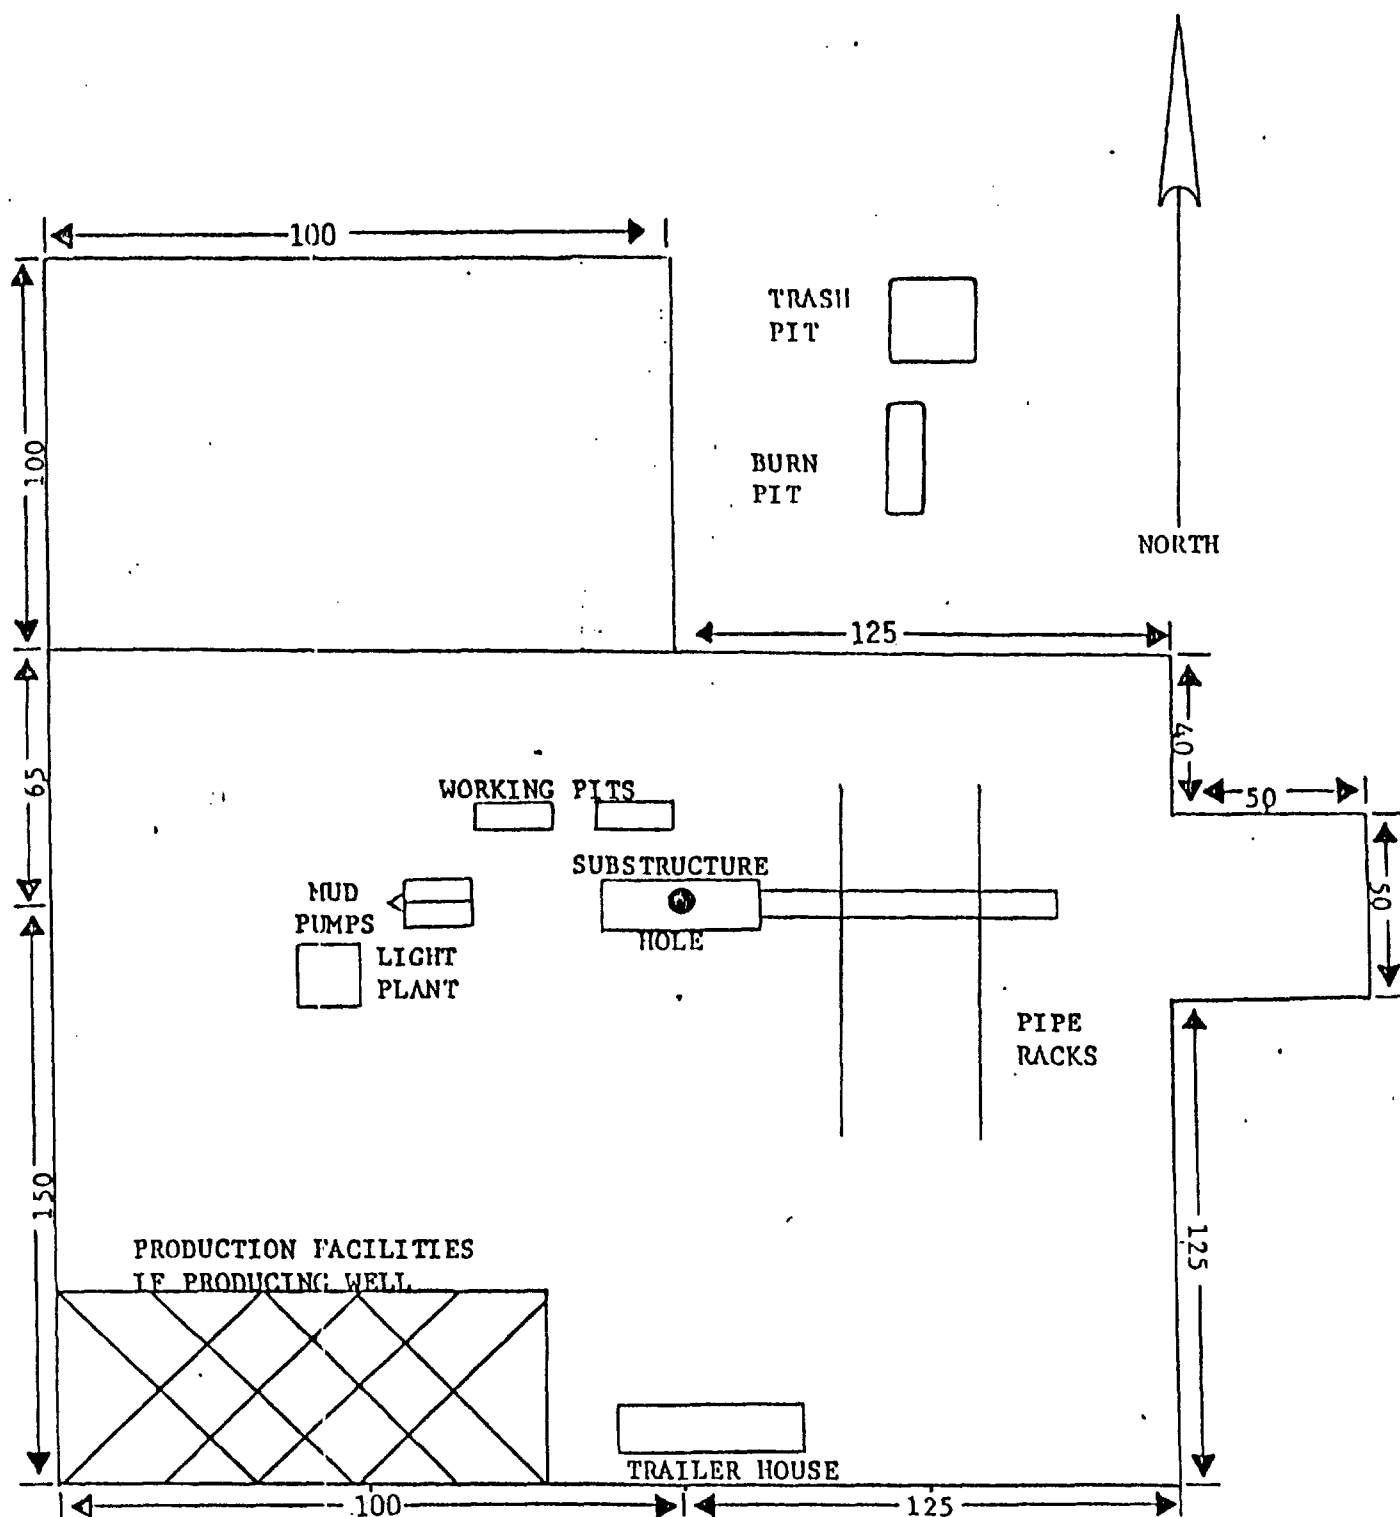 100
TRASH
PIT
100
BURN
PIT
NORTH
125
40
65
WORKING PITS
50
50
SUBSTRUCTURE
MUD
PUMPS
HOLE
LIGHT
PLANT
PIPE
RACKS
150
125
PRODUCTION FACILITIES
IF PRODUCING WELL
TRAILER HOUSE
100
125